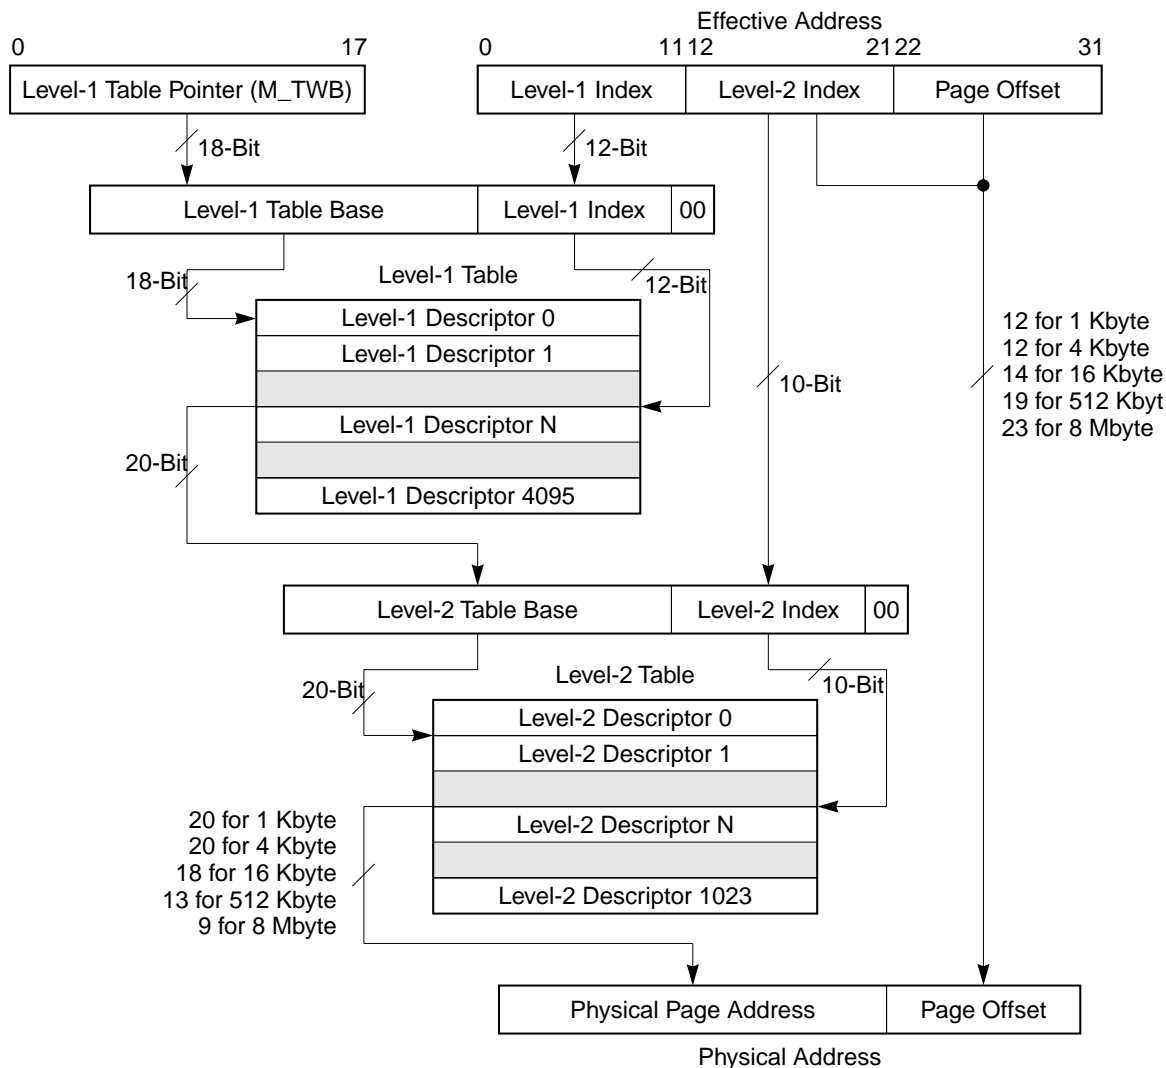 Effective Address
0 17 0 11 12 21 22 31
Level-1 Table Pointer (M_TWB) Level-1 Index Level-2 Index Page Offset
18-Bit 12-Bit
Level-1 Table Base Level-1 Index 00
18-Bit Level-1 Table 12-Bit
Level-1 Descriptor 0
Level-1 Descriptor 1
Level-1 Descriptor N
Level-1 Descriptor 4095
20-Bit
10-Bit
12 for 1 Kbyte
12 for 4 Kbyte
14 for 16 Kbyte
19 for 512 Kbyt
23 for 8 Mbyte
Level-2 Table Base Level-2 Index 00
20-Bit Level-2 Table 10-Bit
Level-2 Descriptor 0
Level-2 Descriptor 1
Level-2 Descriptor N
Level-2 Descriptor 1023
20 for 1 Kbyte
20 for 4 Kbyte
18 for 16 Kbyte
13 for 512 Kbyte
9 for 8 Mbyte
Physical Page Address Page Offset
Physical Address